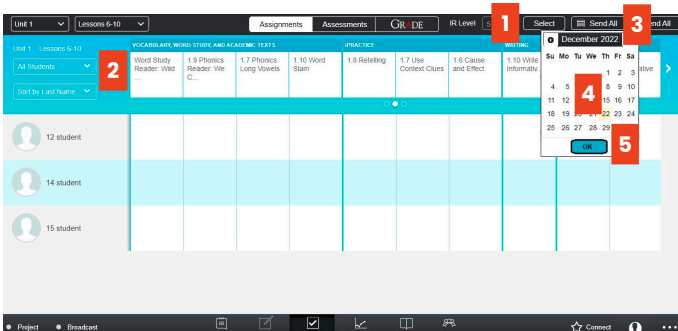 Unit 1 Lessons 6-10 Assignments Assessments GRADE IR Level 1 Select Send All 3 nd All
Unit 1 Lessons 6-10
All Students
2
Sort by Last Name
VOCABULARY, WORD STUDY, AND ACADEMIC TEXTS
Word Study Reader: Wild ...
1.9 Phonics Reader: We C...
1.7 Phonics: Long Vowels
1.10 Word Slam
iPRACTICE
1.8 Retelling
1.7 Use Context Clues
1.6 Cause and Effect
WRITING
1.10 Write Informativ...
ative
December 2022
Su Mo Tu We Th Fr Sa
1 2 3
4 5 4 8 9 10
11 12 15 16 17
18 19 20 21 22 23 24
25 26 27 28 29
OK 5
12 student
14 student
15 student
Project Broadcast Connect